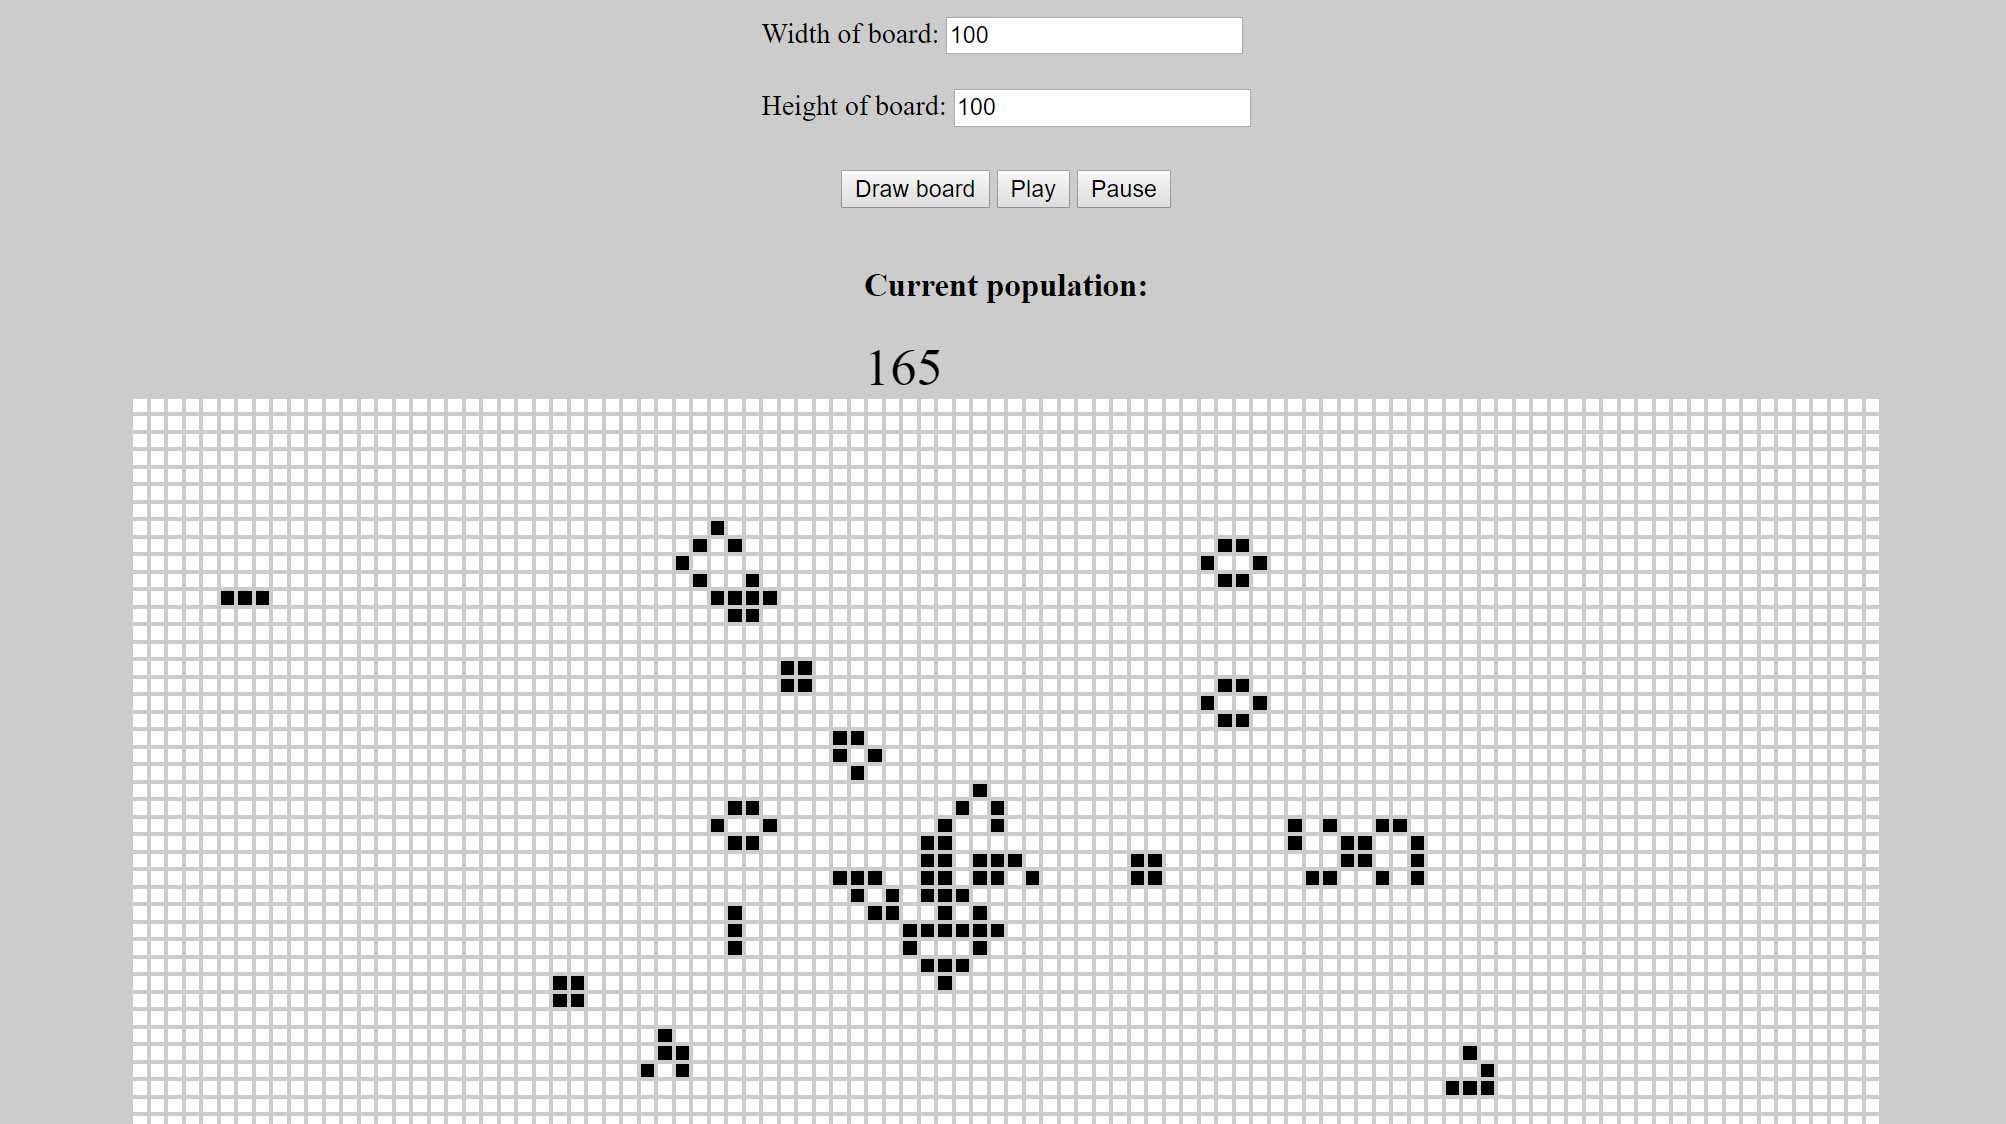 Width of board: 100
Height of board: 100
Draw board Play Pause
Current population:
165